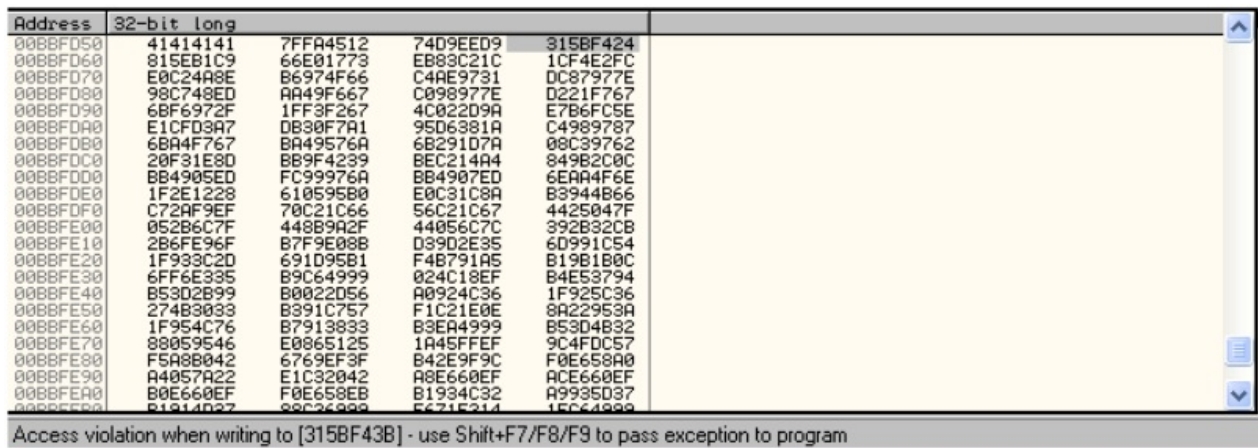 Address 32-bit long
00BBFD50 41414141 7FFA4512 74D9EED9 315BF424
00BBFD60 815EB1C9 66E01773 EB83C21C 1CF4E2FC
00BBFD70 E0C24A8E B6974F66 C4AE9731 DC87977E
00BBFD80 98C748ED AA49F667 C098977E D221F767
00BBFD90 6BF6972F 1FF3F267 4C022D9A E7B6FC5E
00BBFDA0 E1CFD3A7 DB30F7A1 95D6381A C4989787
00BBFDB0 6BA4F767 BA49576A 6B291D7A 08C39762
00BBFDC0 20F31E8D BB9F4239 BEC214A4 849B2C0C
00BBFDD0 BB4905ED FC99976A BB4907ED 6EAA4F6E
00BBFDE0 1F2E1228 610595B0 E0C31C8A B3944B66
00BBFDF0 C72AF9EF 70C21C66 56C21C67 4425047F
00BBFE00 052B6C7F 448B9A2F 44056C7C 392B32CB
00BBFE10 2B6FE96F B7F9E08B D39D2E35 6D991C54
00BBFE20 1F933C2D 691D95B1 F4B791A5 B19B1B0C
00BBFE30 6FF6E335 B9C64999 024C18EF B4E53794
00BBFE40 B53D2B99 B0022D56 A0924C36 1F925C36
00BBFE50 274B3033 B391C757 F1C21E0E 8A22953A
00BBFE60 1F954C76 B7913833 B3EA4999 B53D4B32
00BBFE70 88059546 E0865125 1A45FFEF 9C4FDC57
00BBFE80 F5A8B042 6769EF3F B42E9F9C F0E658A0
00BBFE90 A4057A22 E1C32042 A8E660EF ACE660EF
00BBFEA0 B0E660EF F0E658EB B1934C32 A9935D37
Access violation when writing to [315BF43B] - use Shift+F7/F8/F9 to pass exception to program